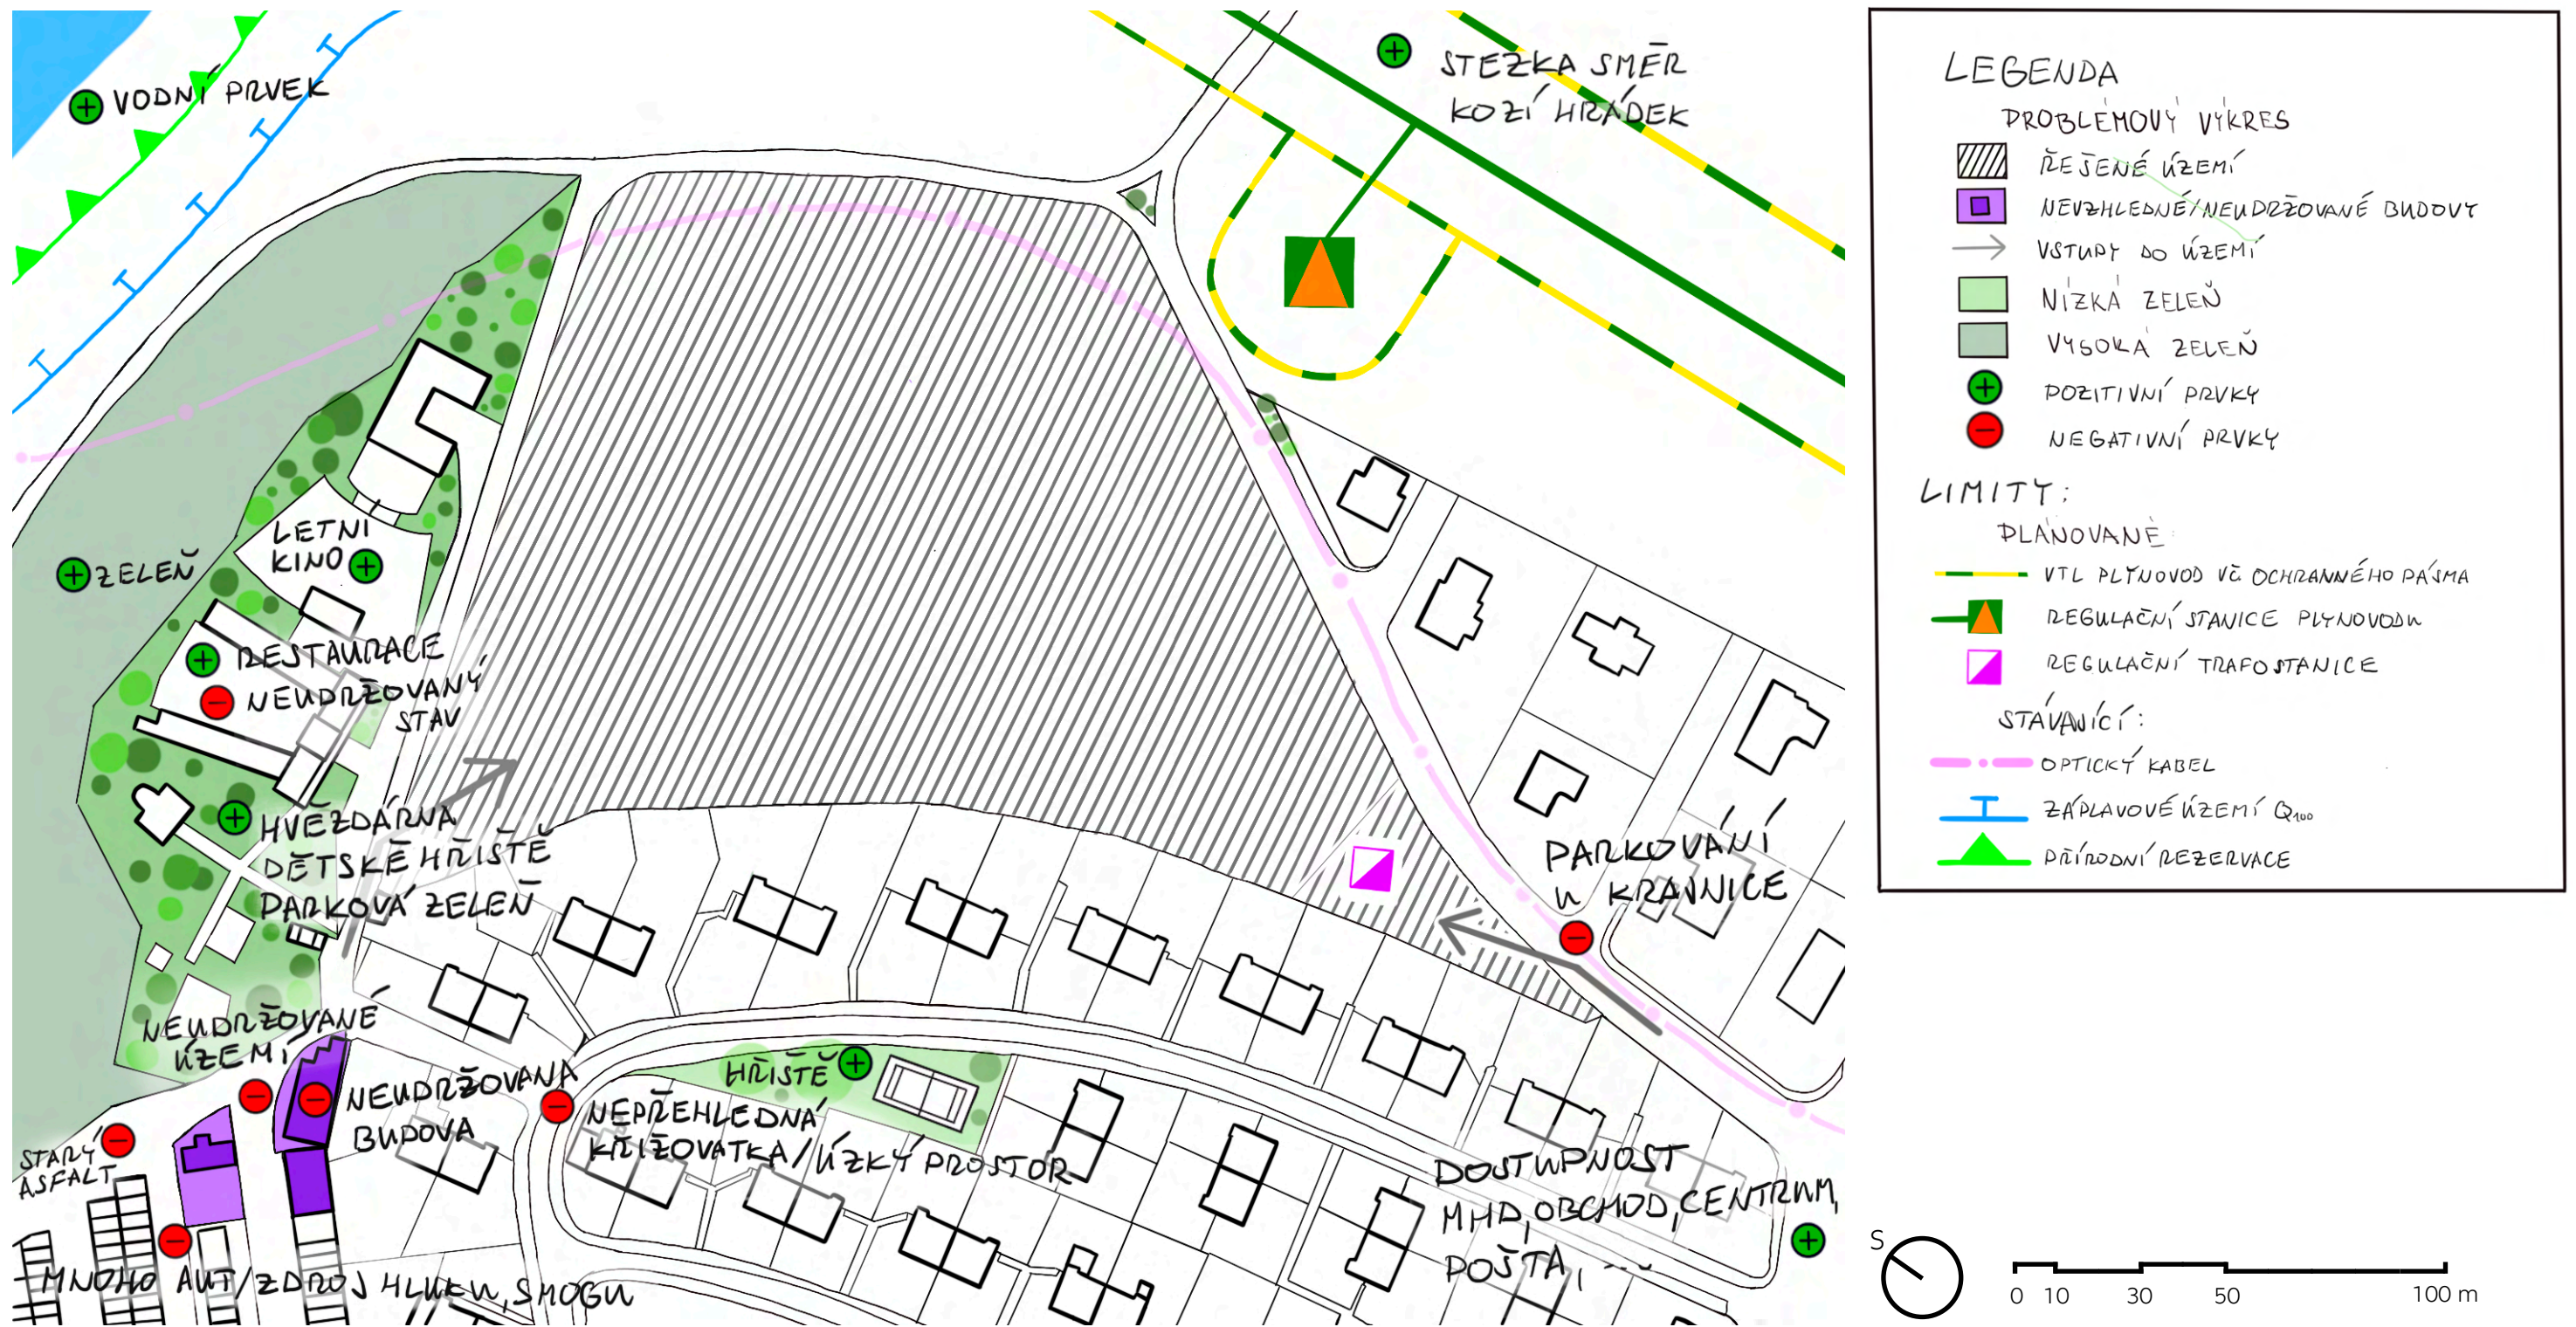 VODNÍ PRVEK
STEZKA SMĚR
KOZÍ HRÁDEK
ZELEŇ
LETNI
KINO
RESTAURACE
NEUDRŽOVANÝ
STAV
HVĚZDÁRNA
DĚTSKÉ HŘIŠTĚ
PARKOVÁ ZELEŇ
PARKOVÁNÍ
U KRAJNICE
NEUDRŽOVANÉ
ÚZEMÍ
NEUDRŽOVANA
BUDOVA
HŘIŠTĚ
NEPŘEHLEDNÁ
KŘIŽOVATKA/ÚZKÝ PROSTOR
STARÝ
ASFALT
MNOHO AUT/ZDROJ HLUKU, SMOGU
DOSTUPNOST
MHD, OBCHOD, CENTRUM,
POŠTA, ...
LEGENDA
PROBLÉMOVÝ VÝKRES
ŘEŠENÉ ÚZEMÍ
NEVZHLEDNÉ/NEUDRŽOVANÉ BUDOVY
VSTUPY DO ÚZEMÍ
NÍZKÁ ZELEŇ
VYSOKÁ ZELEŇ
POZITIVNÍ PRVKY
NEGATIVNÍ PRVKY
LIMITY:
PLÁNOVANÉ:
VTL PLYNOVOD VČ OCHRANNÉHO PÁSMA
REGULAČNÍ STANICE PLYNOVODU
REGULAČNÍ TRAFOSTANICE
STÁVAJÍCÍ:
OPTICKÝ KABEL
ZÁPLAVOVÉ ÚZEMÍ Q100
PŘÍRODNÍ REZERVACE
S
0 10 30 50 100 m